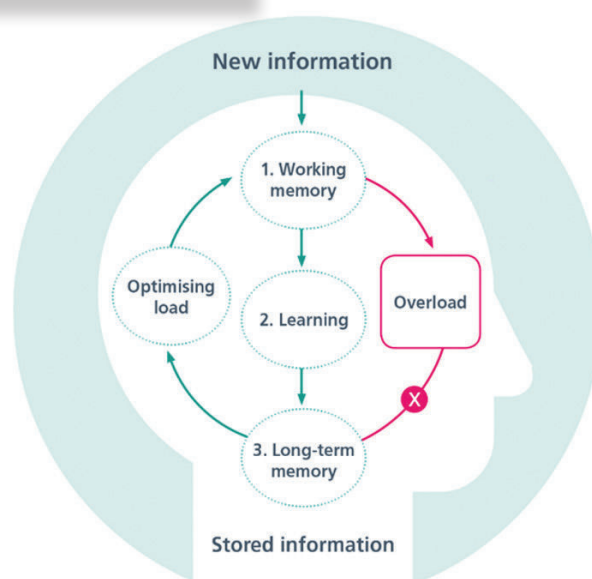 New information
1. Working
memory
Optimising
load
2. Learning
Overload
X
3. Long-term
memory
Stored information